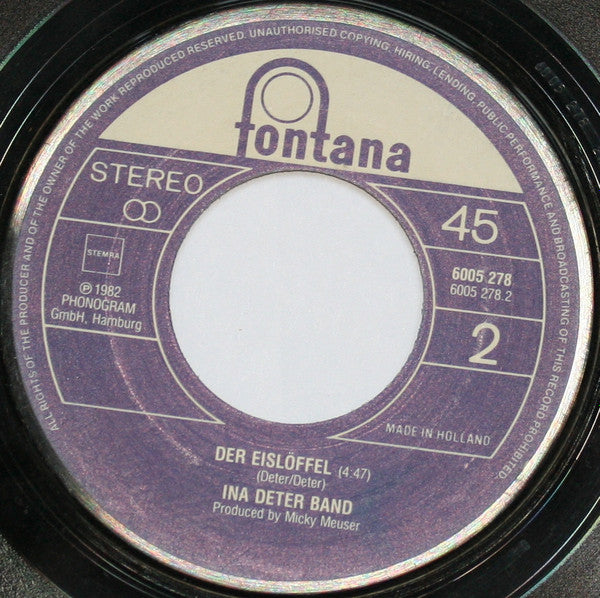 ALL RIGHTS OF THE PRODUCER AND OF THE OWNER OF THE WORK REPRODUCED RESERVED. UNAUTHORISED COPYING, HIRING, LENDING, PUBLIC PERFORMANCE AND BROADCASTING OF THIS RECORD PROHIBITED.
fontana
STEREO
45
STEMRA
6005 278
6005 278.2
℗ 1982
PHONOGRAM
GmbH, Hamburg
2
MADE IN HOLLAND
DER EISLÖFFEL (4:47)
(Deter/Deter)
INA DETER BAND
Produced by Micky Meuser